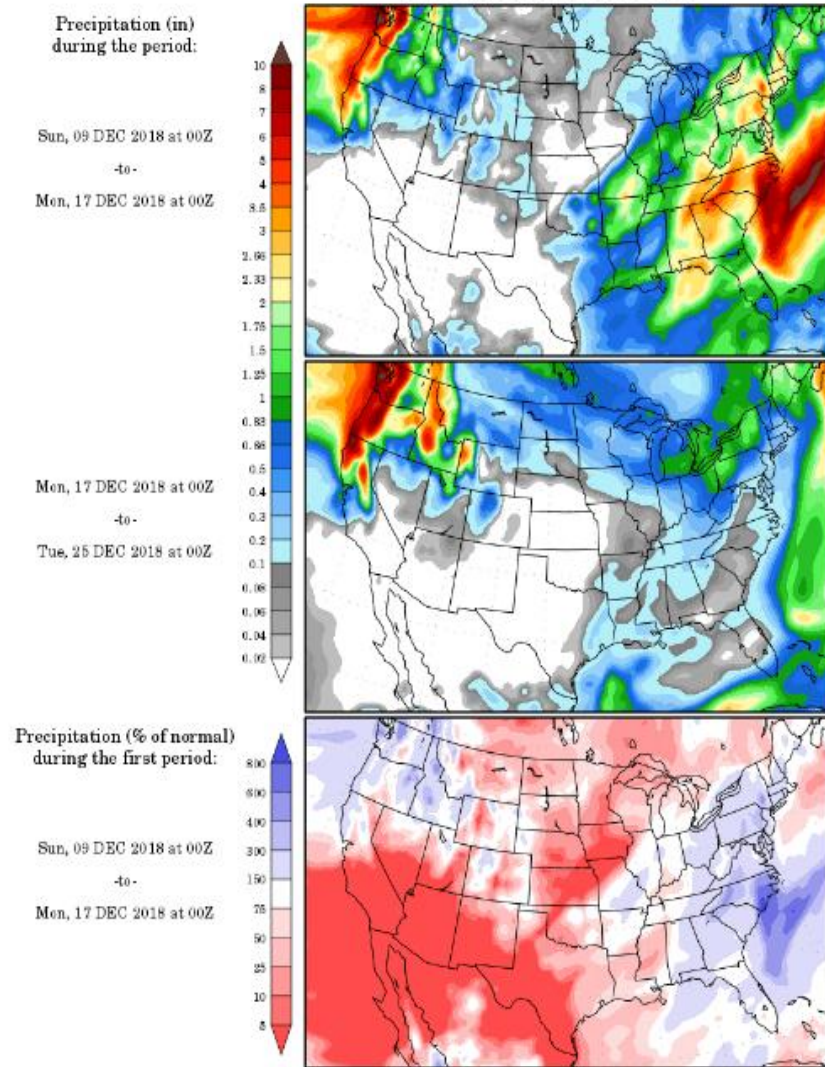 Precipitation (in)
during the period:
Sun, 09 DEC 2018 at 00Z
-to-
Mon, 17 DEC 2018 at 00Z
10
8
7
6
5
4
3.5
3
2.66
2.33
2
1.75
1.5
1.25
1
0.83
0.66
0.5
0.4
0.3
0.2
0.1
0.08
0.06
0.04
0.02
Mon, 17 DEC 2018 at 00Z
-to-
Tue, 25 DEC 2018 at 00Z
Precipitation (% of normal)
during the first period:
Sun, 09 DEC 2018 at 00Z
-to-
Mon, 17 DEC 2018 at 00Z
800
600
400
300
150
75
50
25
10
5